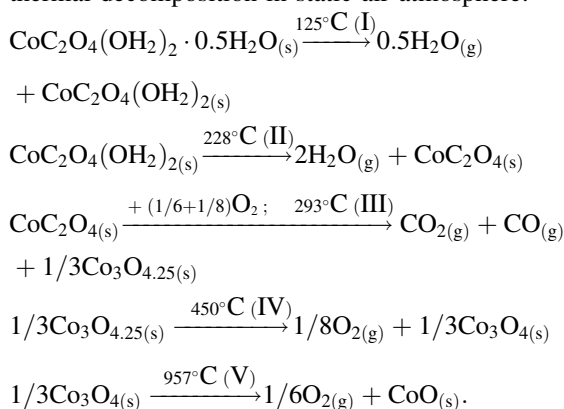 thermal decomposition in static air atmosphere:
CoC₂O₄(OH₂)₂ · 0.5H₂O₍s₎ —125°C (I)→ 0.5H₂O₍g₎
+ CoC₂O₄(OH₂)₂₍s₎
CoC₂O₄(OH₂)₂₍s₎ —228°C (II)→ 2H₂O₍g₎ + CoC₂O₄₍s₎
CoC₂O₄₍s₎ —+ (1/6+1/8)O₂ ; 293°C (III)→ CO₂₍g₎ + CO₍g₎
+ 1/3Co₃O₄.₂₅₍s₎
1/3Co₃O₄.₂₅₍s₎ —450°C (IV)→ 1/8O₂₍g₎ + 1/3Co₃O₄₍s₎
1/3Co₃O₄₍s₎ —957°C (V)→ 1/6O₂₍g₎ + CoO₍s₎.